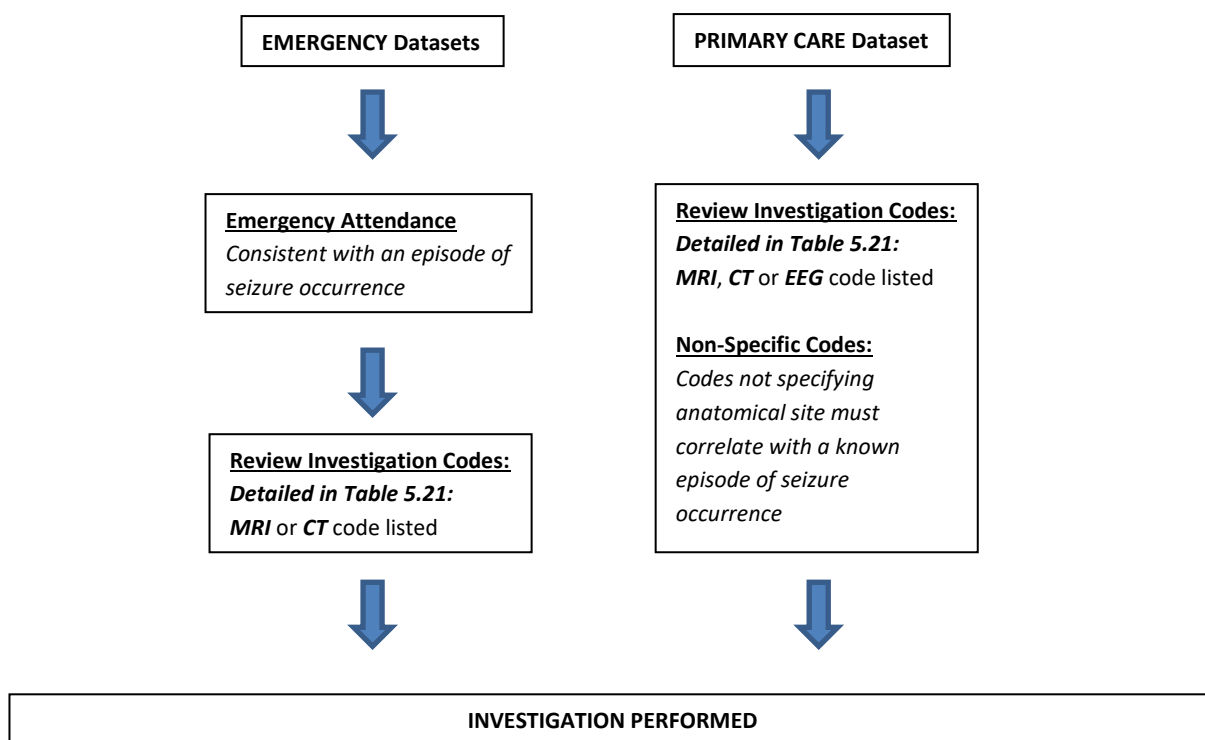 EMERGENCY Datasets
PRIMARY CARE Dataset
Emergency Attendance
Consistent with an episode of
seizure occurrence
Review Investigation Codes:
Detailed in Table 5.21:
MRI or CT code listed
Review Investigation Codes:
Detailed in Table 5.21:
MRI, CT or EEG code listed
Non-Specific Codes:
Codes not specifying
anatomical site must
correlate with a known
episode of seizure
occurrence
INVESTIGATION PERFORMED